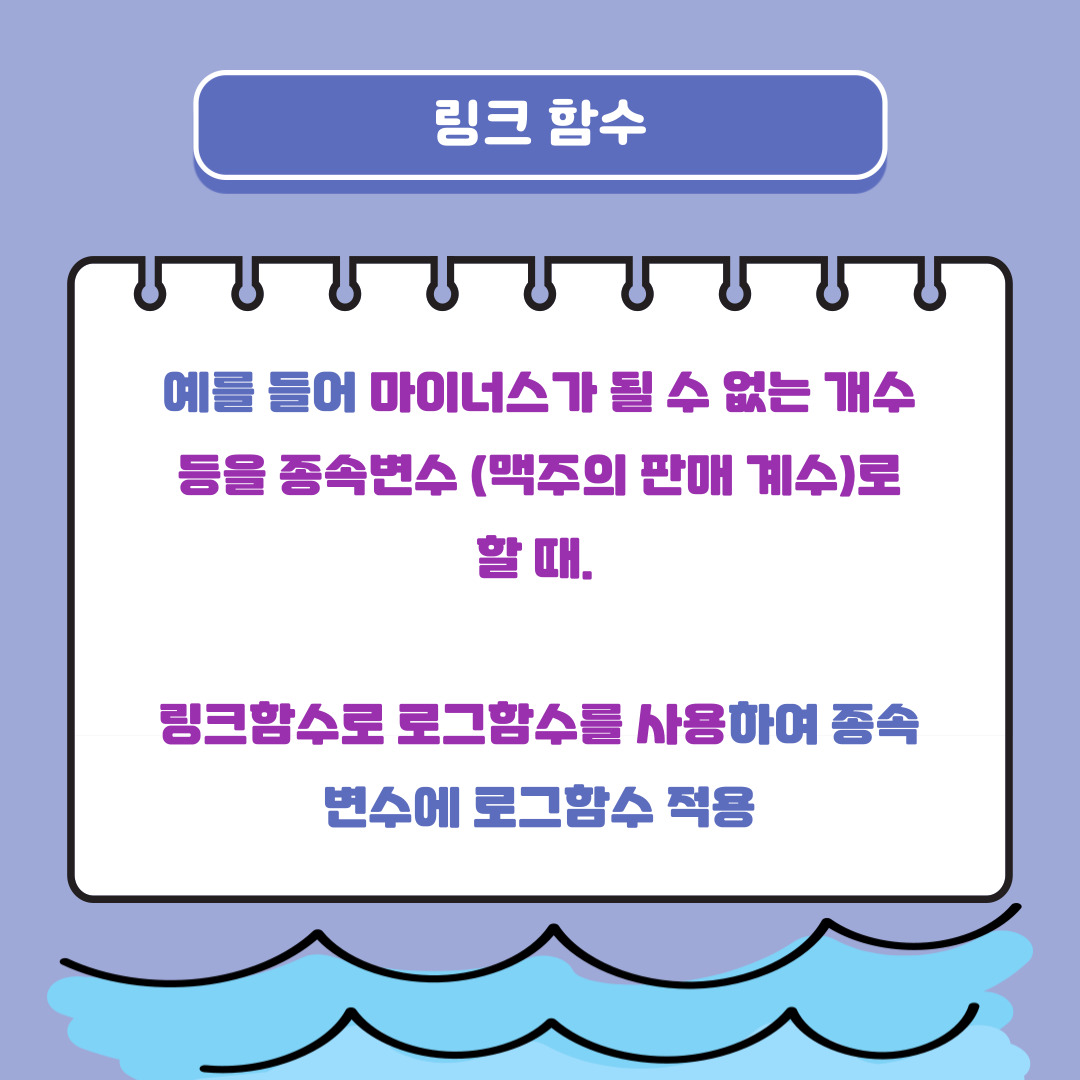 링크 함수
예를 들어 마이너스가 될 수 없는 개수
등을 종속변수 (맥주의 판매 계수)로
할 때.
링크함수로 로그함수를 사용하여 종속
변수에 로그함수 적용